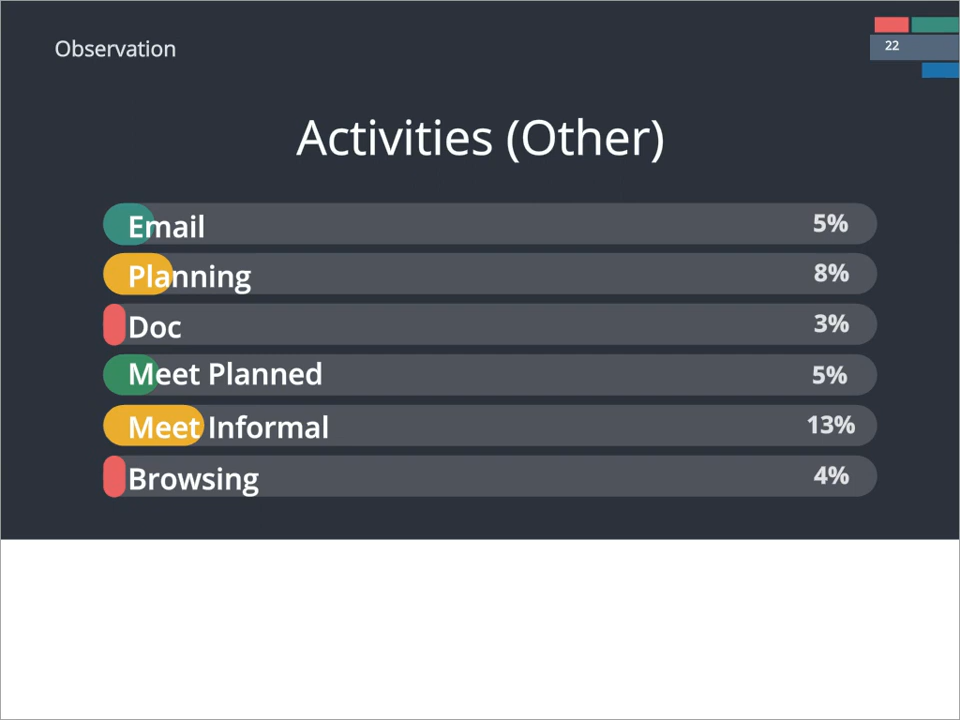 Observation
22
Activities (Other)
Email 5%
Planning 8%
Doc 3%
Meet Planned 5%
Meet Informal 13%
Browsing 4%